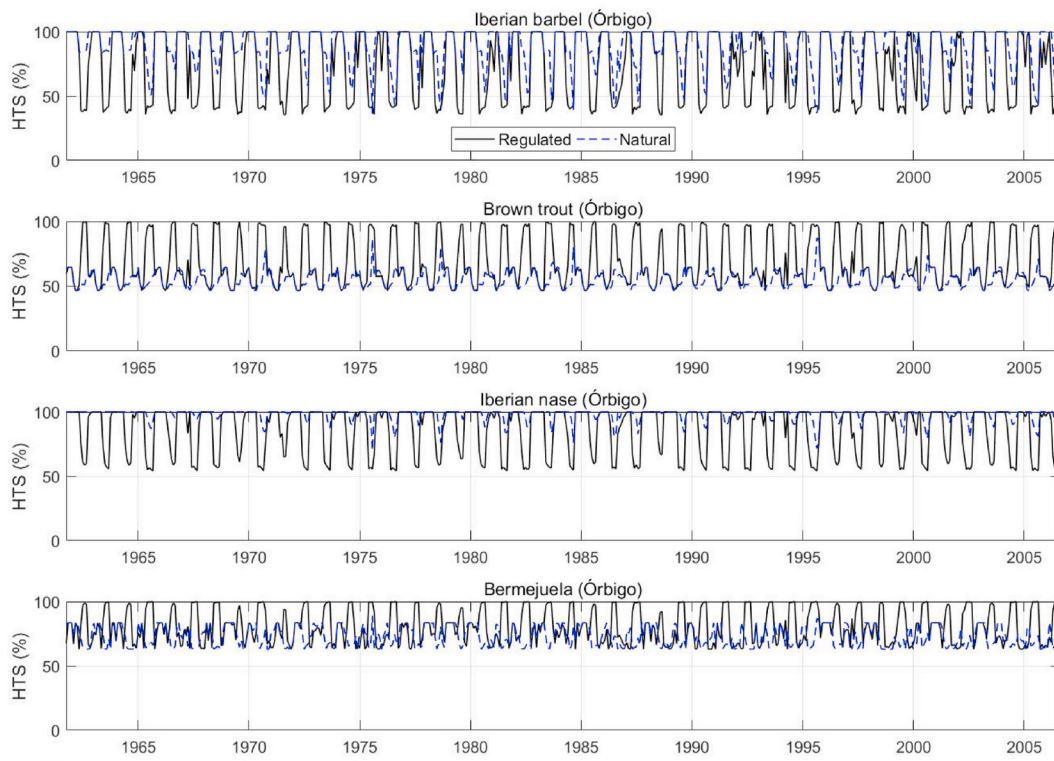 Iberian barbel (Órbigo)
100
50
0
HTS (%)
Regulated
Natural
1965 1970 1975 1980 1985 1990 1995 2000 2005
Brown trout (Órbigo)
100
50
0
HTS (%)
1965 1970 1975 1980 1985 1990 1995 2000 2005
Iberian nase (Órbigo)
100
50
0
HTS (%)
1965 1970 1975 1980 1985 1990 1995 2000 2005
Bermejuela (Órbigo)
100
50
0
HTS (%)
1965 1970 1975 1980 1985 1990 1995 2000 2005